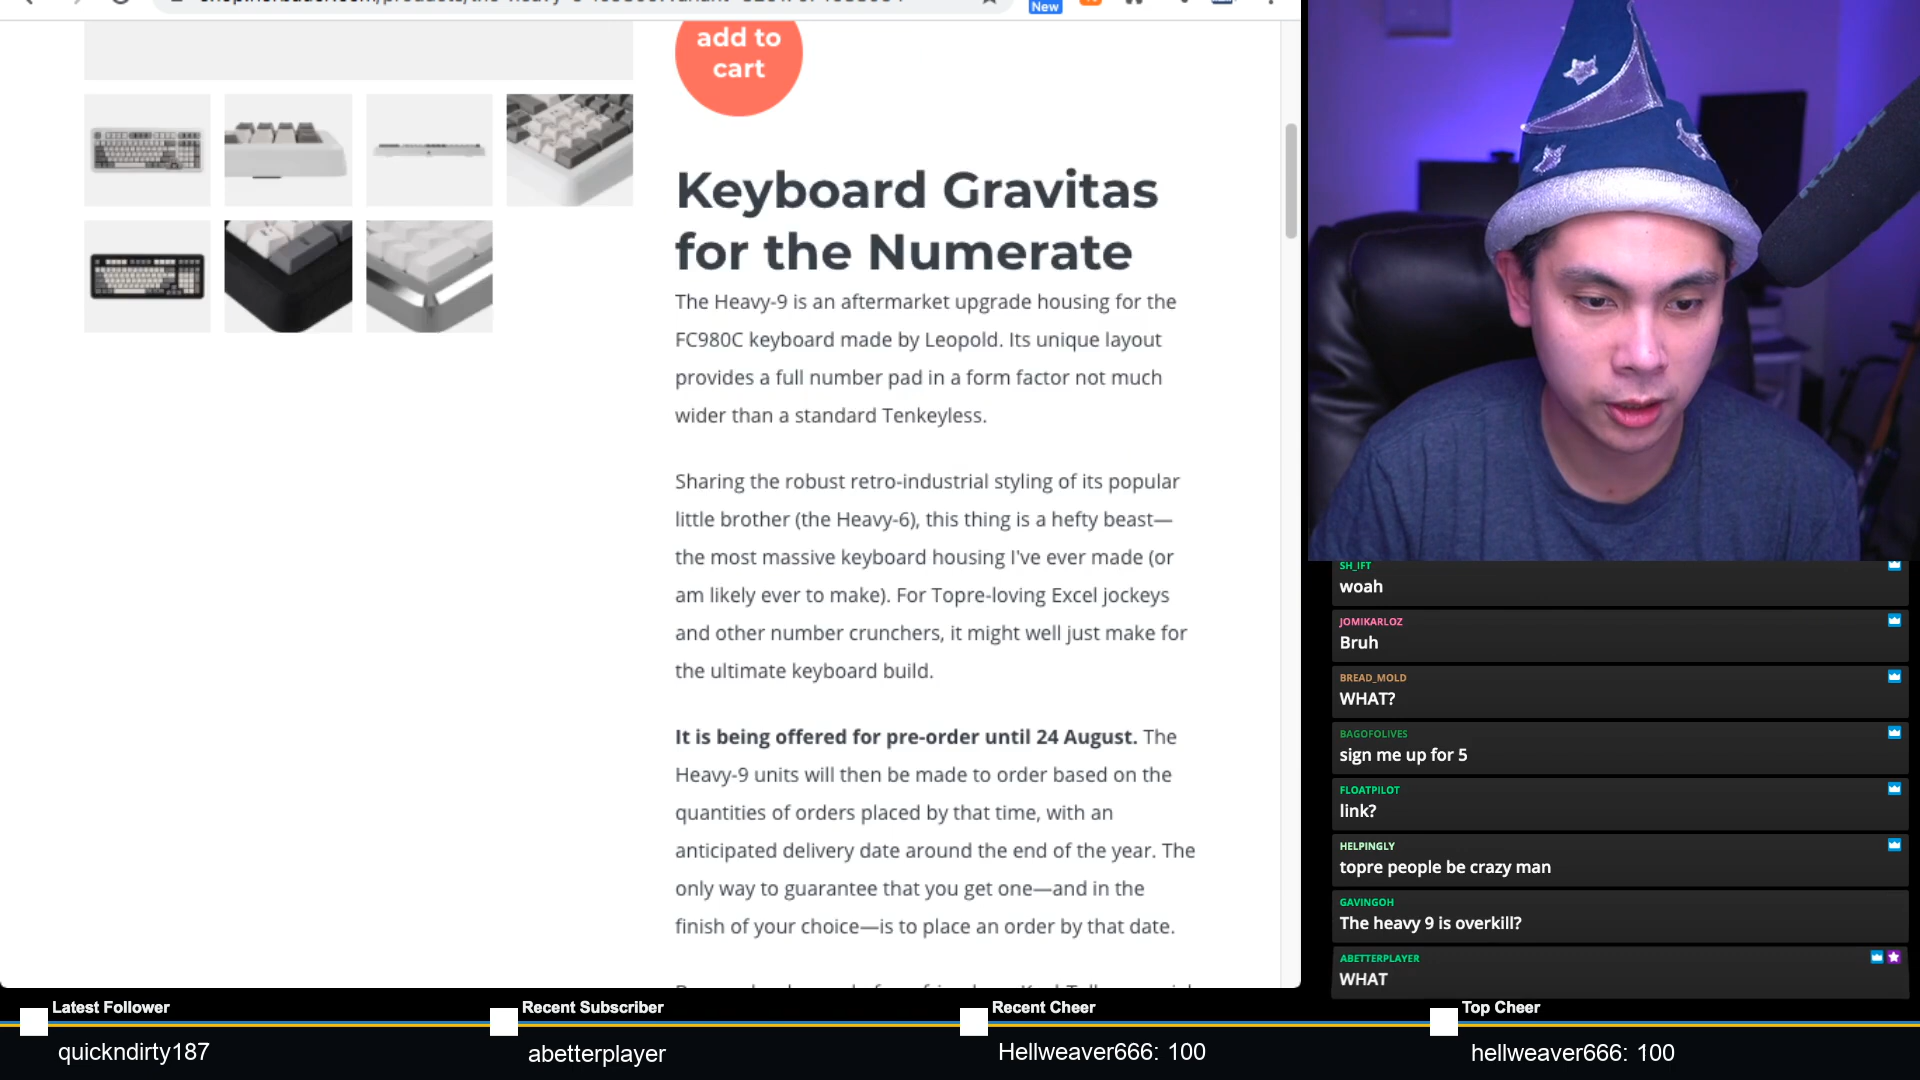 New
add to
cart
Keyboard Gravitas
for the Numerate
The Heavy-9 is an aftermarket upgrade housing for the
FC980C keyboard made by Leopold. Its unique layout
provides a full number pad in a form factor not much
wider than a standard Tenkeyless.
Sharing the robust retro-industrial styling of its popular
little brother (the Heavy-6), this thing is a hefty beast—
the most massive keyboard housing I've ever made (or
am likely ever to make). For Topre-loving Excel jockeys
and other number crunchers, it might well just make for
the ultimate keyboard build.
It is being offered for pre-order until 24 August. The
Heavy-9 units will then be made to order based on the
quantities of orders placed by that time, with an
anticipated delivery date around the end of the year. The
only way to guarantee that you get one—and in the
finish of your choice—is to place an order by that date.
SH_IFT
woah
JOMIKARLOZ
Bruh
BREAD_MOLD
WHAT?
BAGOFOLIVES
sign me up for 5
FLOATPILOT
link?
HELPINGLY
topre people be crazy man
GAVINGOH
The heavy 9 is overkill?
ABETTERPLAYER
WHAT
Latest Follower
quickndirty187
Recent Subscriber
abetterplayer
Recent Cheer
Hellweaver666: 100
Top Cheer
hellweaver666: 100